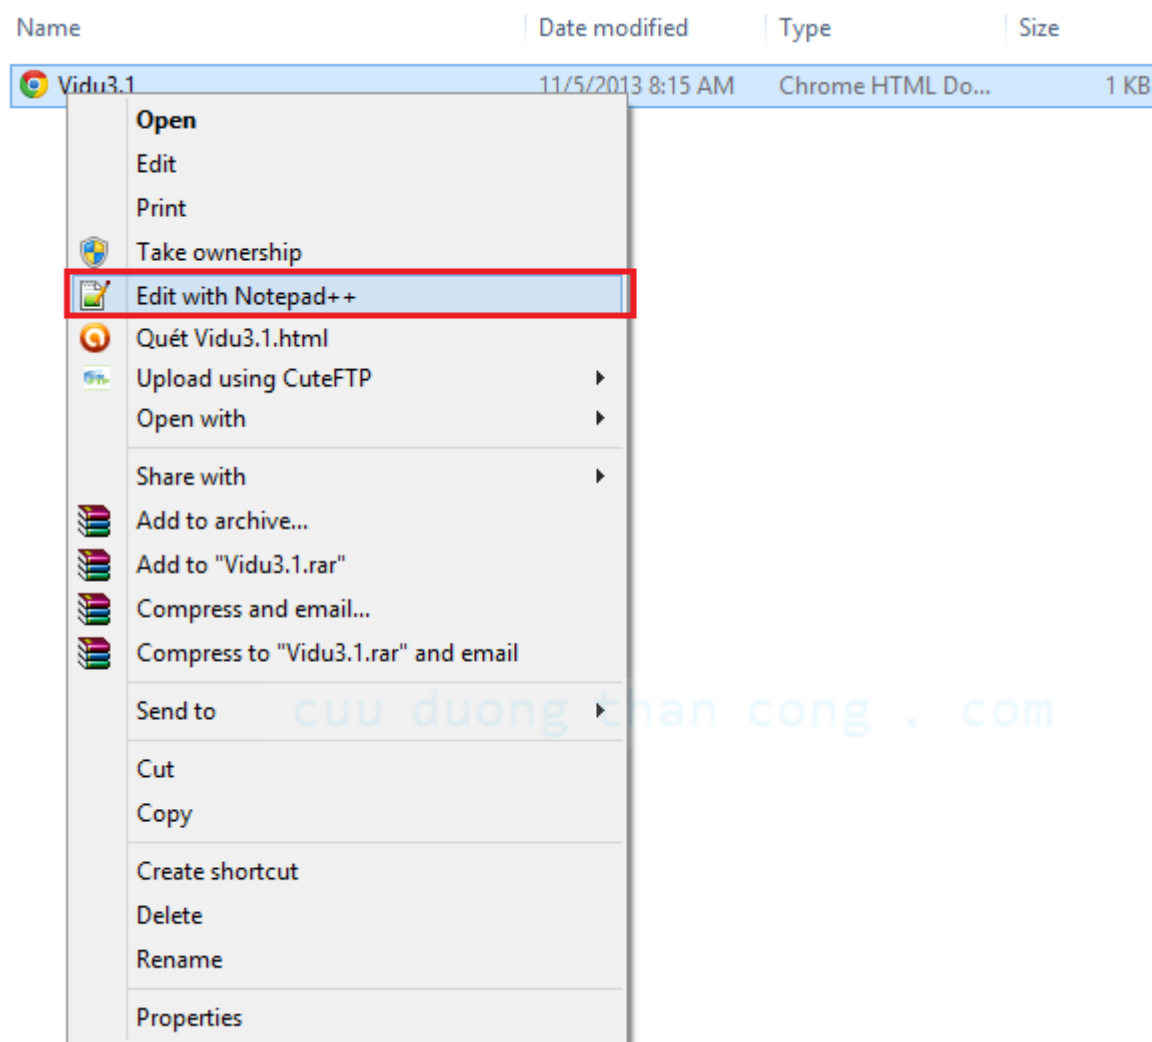 Name Date modified Type Size
Vidu3.1 11/5/2013 8:15 AM Chrome HTML Do... 1 KB
Open
Edit
Print
Take ownership
Edit with Notepad++
Quét Vidu3.1.html
Upload using CuteFTP
Open with
Share with
Add to archive...
Add to "Vidu3.1.rar"
Compress and email...
Compress to "Vidu3.1.rar" and email
Send to
cuu duong than cong . com
Cut
Copy
Create shortcut
Delete
Rename
Properties